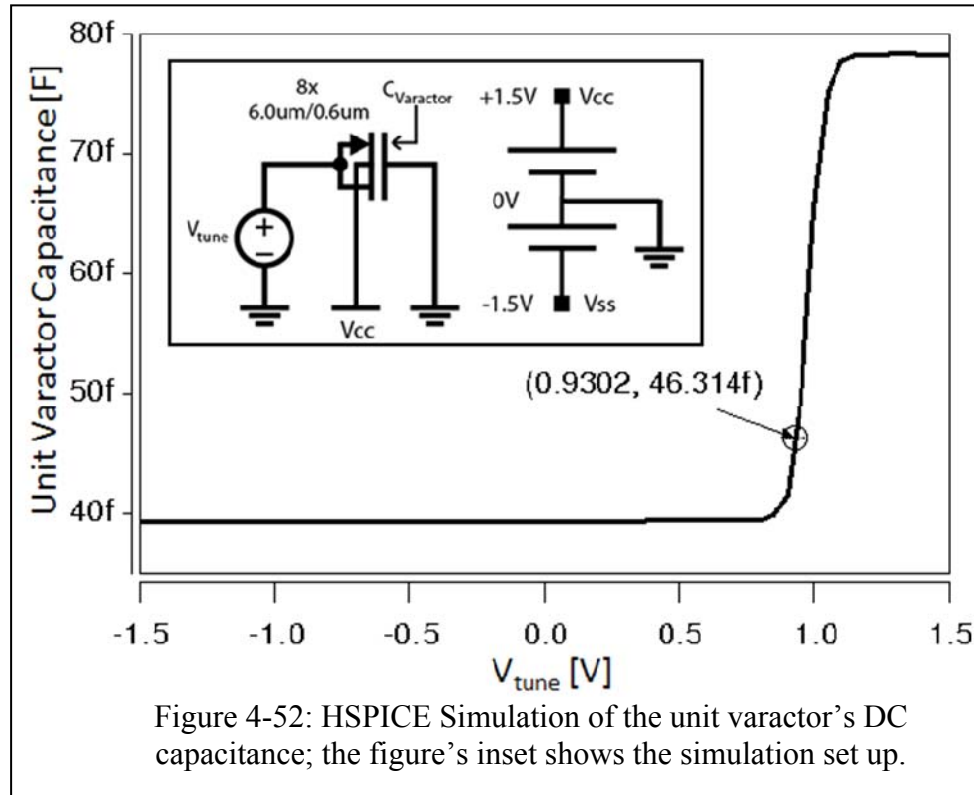 80f
70f
60f
50f
40f
Unit Varactor Capacitance [F]
8x
6.0um/0.6um
CVaractor
Vtune
+
−
Vcc
+1.5V
Vcc
0V
-1.5V
Vss
(0.9302, 46.314f)
-1.5
-1.0
-0.5
0.0
0.5
1.0
1.5
Vtune [V]
Figure 4-52: HSPICE Simulation of the unit varactor’s DC
capacitance; the figure’s inset shows the simulation set up.